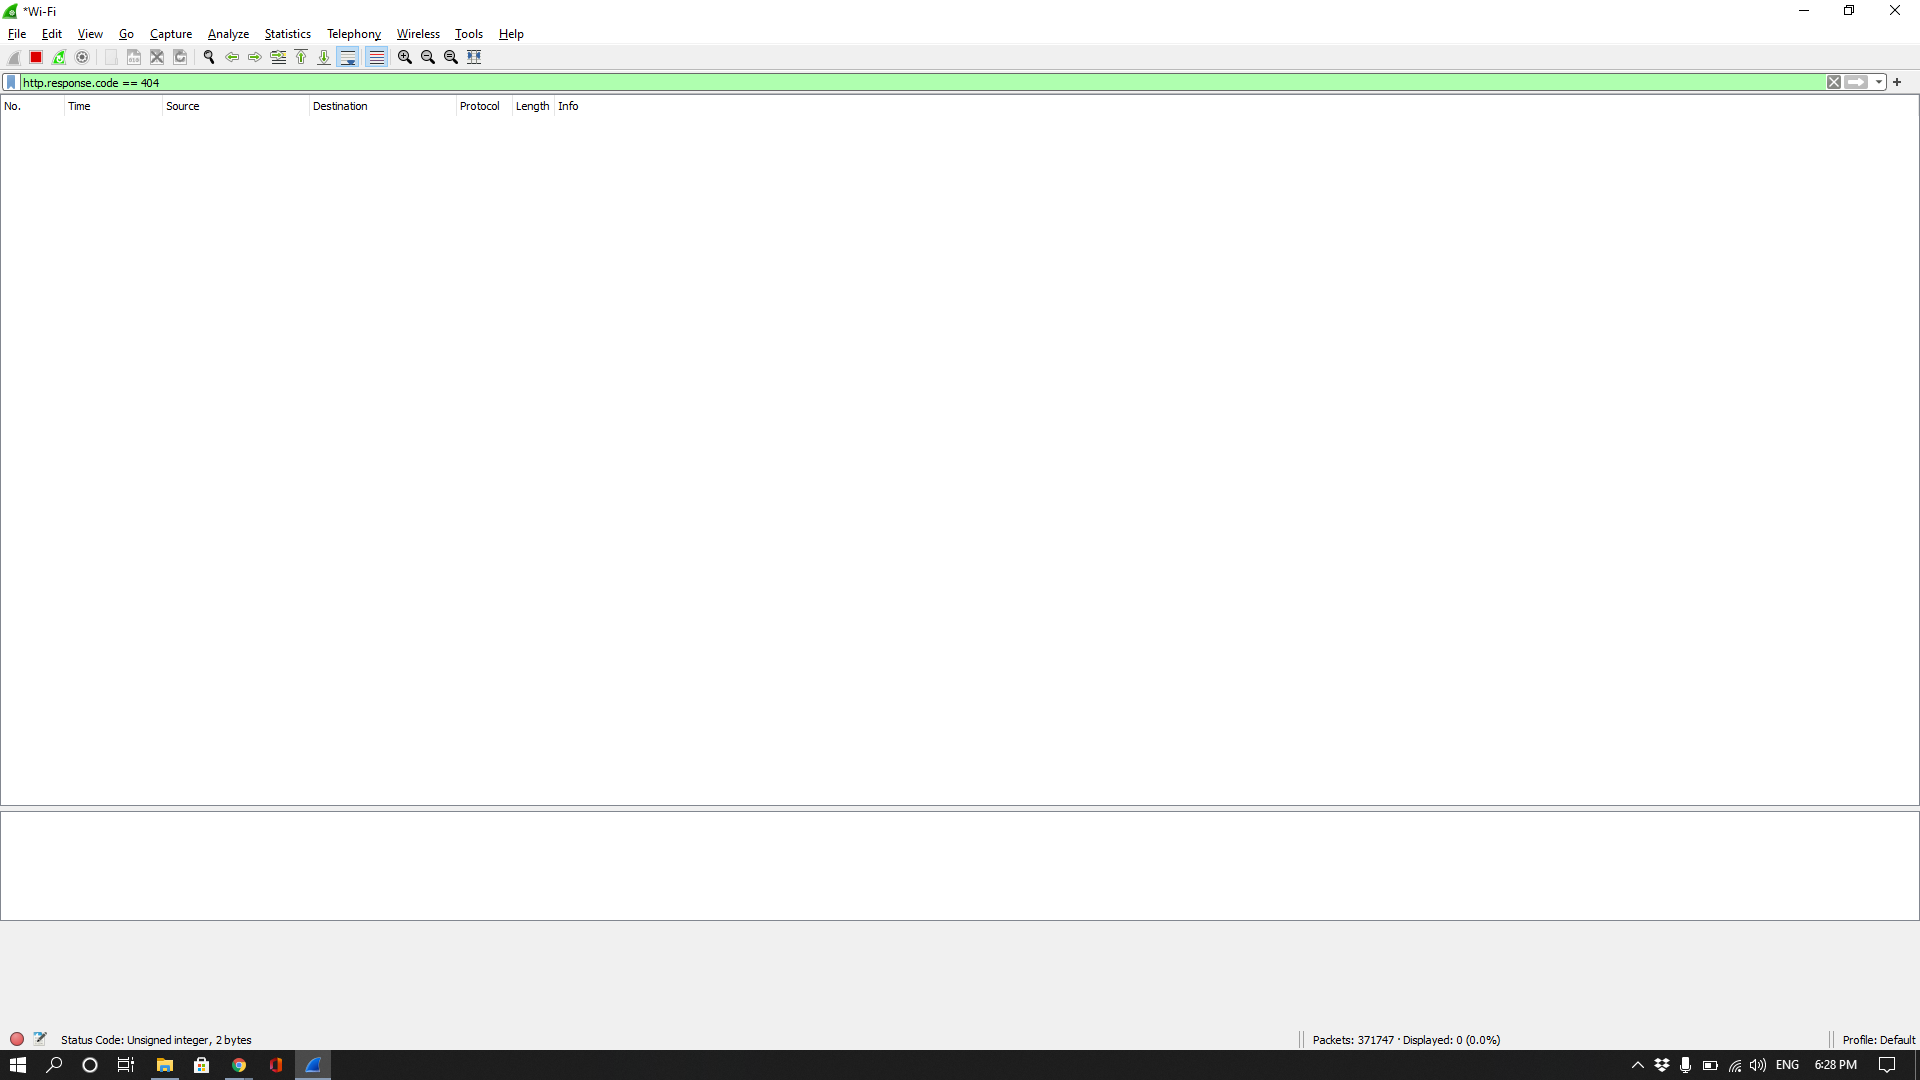 *Wi-Fi
File Edit View Go Capture Analyze Statistics Telephony Wireless Tools Help
http.response.code == 404
No. Time Source Destination Protocol Length Info
Status Code: Unsigned integer, 2 bytes Packets: 371747 · Displayed: 0 (0.0%) Profile: Default
ENG 6:28 PM